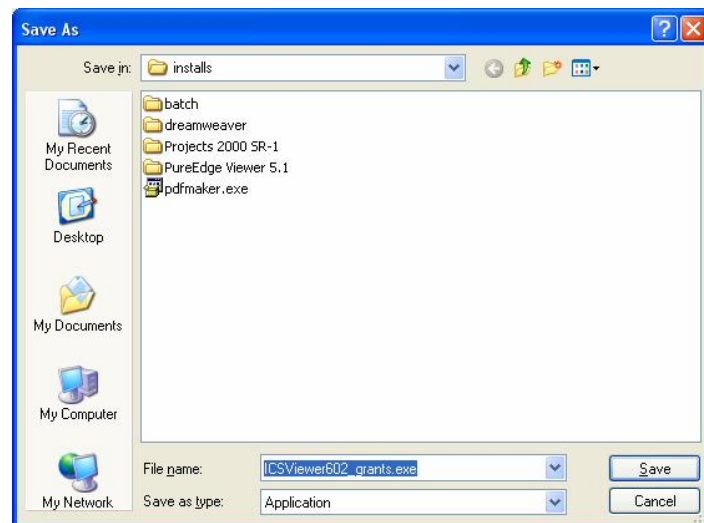 Save As
Save in:
installs
My Recent
Documents
Desktop
My Documents
My Computer
My Network
batch
dreamweaver
Projects 2000 SR-1
PureEdge Viewer 5.1
pdfmaker.exe
File name:
ICSViewer602_grants.exe
Save
Save as type:
Application
Cancel